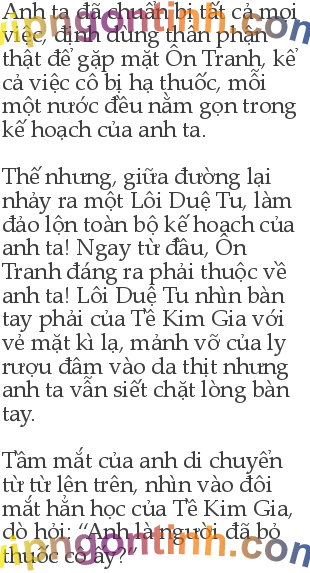 Anh ta đã chuẩn bị tất cả mọi
việc, định dùng thân phận
thật để gặp mặt Ôn Tranh, kể
cả việc cô bị hạ thuốc, mỗi
một nước đều nằm gọn trong
kế hoạch của anh ta.
Thế nhưng, giữa đường lại
nhảy ra một Lôi Duệ Tu, làm
đảo lộn toàn bộ kế hoạch của
anh ta! Ngay từ đầu, Ôn
Tranh đáng ra phải thuộc về
anh ta! Lôi Duệ Tu nhìn bàn
tay phải của Tề Kim Gia với
vẻ mặt kì lạ, mảnh vỡ của ly
rượu đâm vào da thịt nhưng
anh ta vẫn siết chặt lòng bàn
tay.
Tầm mắt của anh di chuyển
từ từ lên trên, nhìn vào đôi
mắt hằn học của Tề Kim Gia,
dò hỏi: “Anh là người đã bỏ
thuốc cô ấy?”
vipngontinh.com
vipngontinh.com